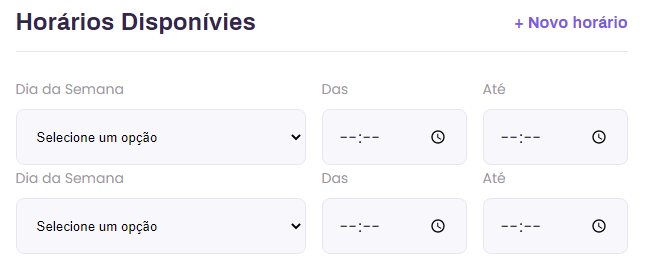 Horários Disponívies + Novo horário
Dia da Semana Das Até
Selecione um opção --:-- --:--
Dia da Semana Das Até
Selecione um opção --:-- --:--